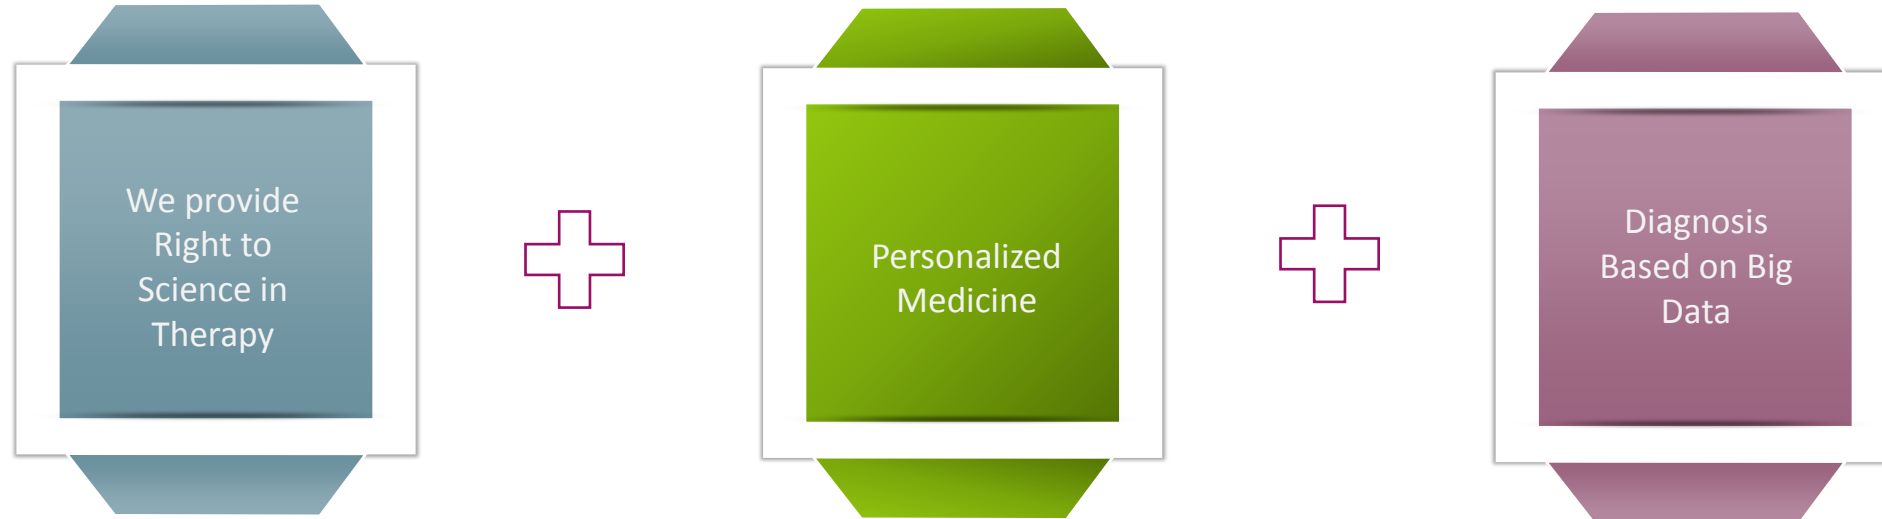 We provide
Right to
Science in
Therapy
Personalized
Medicine
Diagnosis
Based on Big
Data